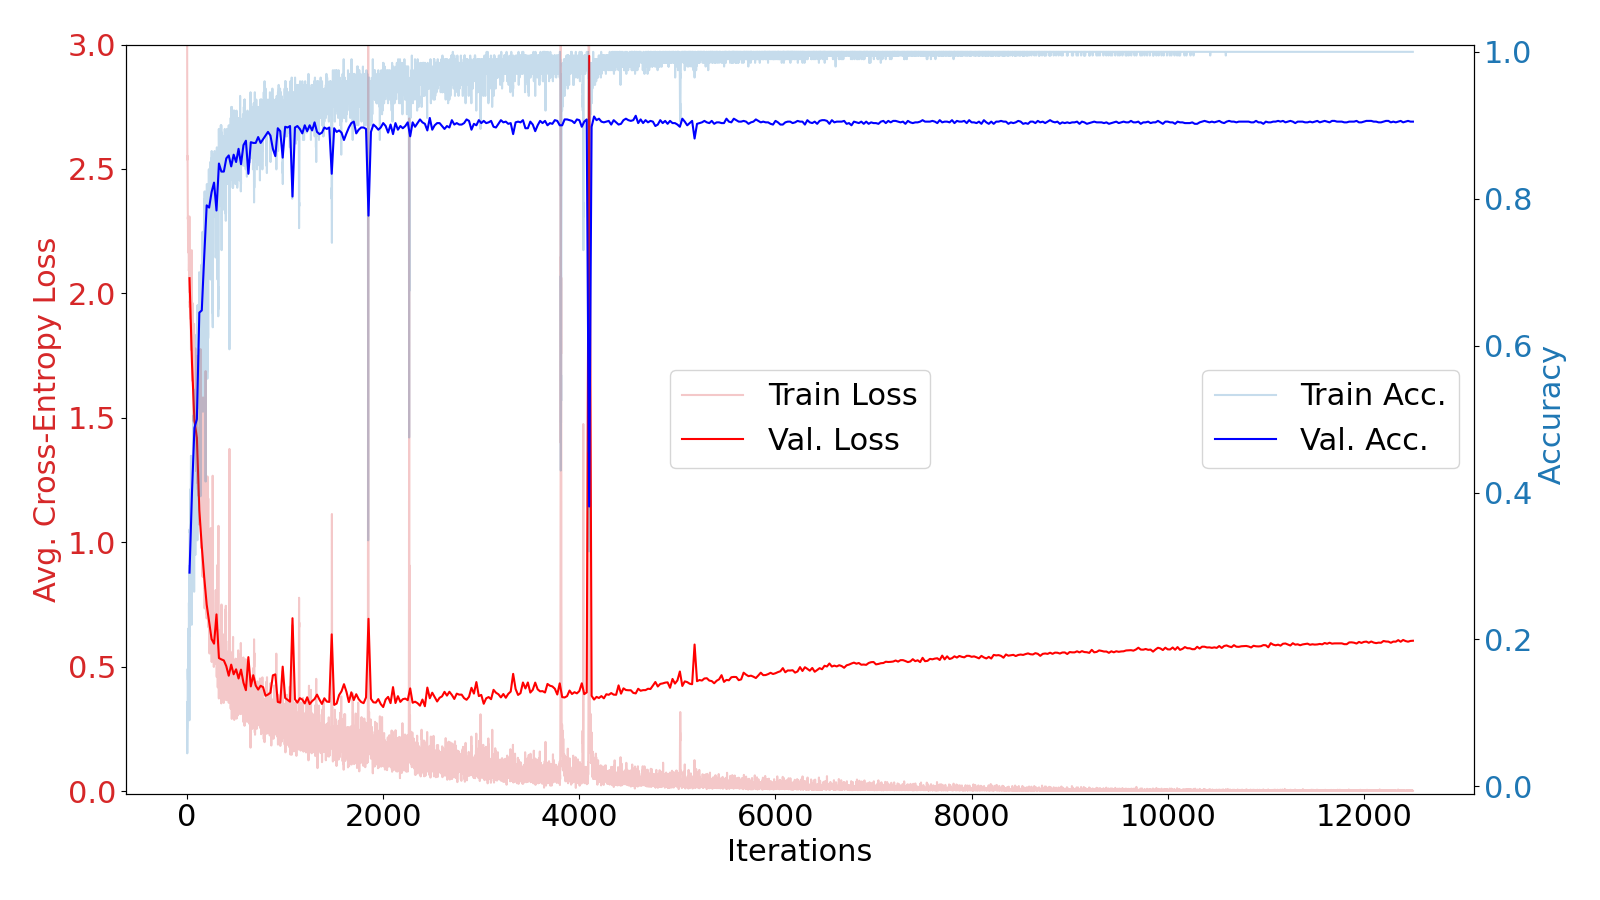 Avg. Cross-Entropy Loss
3.0
2.5
2.0
1.5
1.0
0.5
0.0
Train Loss
Val. Loss
Train Acc.
Val. Acc.
1.0
0.8
0.6
0.4
0.2
0.0
Accuracy
0 2000 4000 6000 8000 10000 12000
Iterations